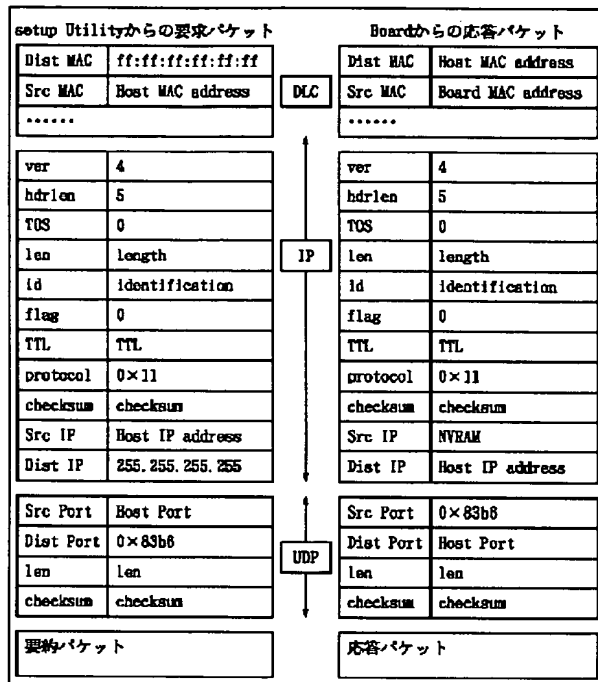 setup Utilityからの要求パケット
Dist MAC ff:ff:ff:ff:ff:ff
Src MAC Host MAC address
......
ver 4
hdrlen 5
TOS 0
len length
id identification
flag 0
TTL TTL
protocol 0×11
checksum checksum
Src IP Host IP address
Dist IP 255.255.255.255
Src Port Host Port
Dist Port 0×83b6
len len
checksum checksum
要約パケット
DLC
IP
UDP
Boardからの応答パケット
Dist MAC Host MAC address
Src MAC Board MAC address
......
ver 4
hdrlen 5
TOS 0
len length
id identification
flag 0
TTL TTL
protocol 0×11
checksum checksum
Src IP NVRAM
Dist IP Host IP address
Src Port 0×83b6
Dist Port Host Port
len len
checksum checksum
応答パケット